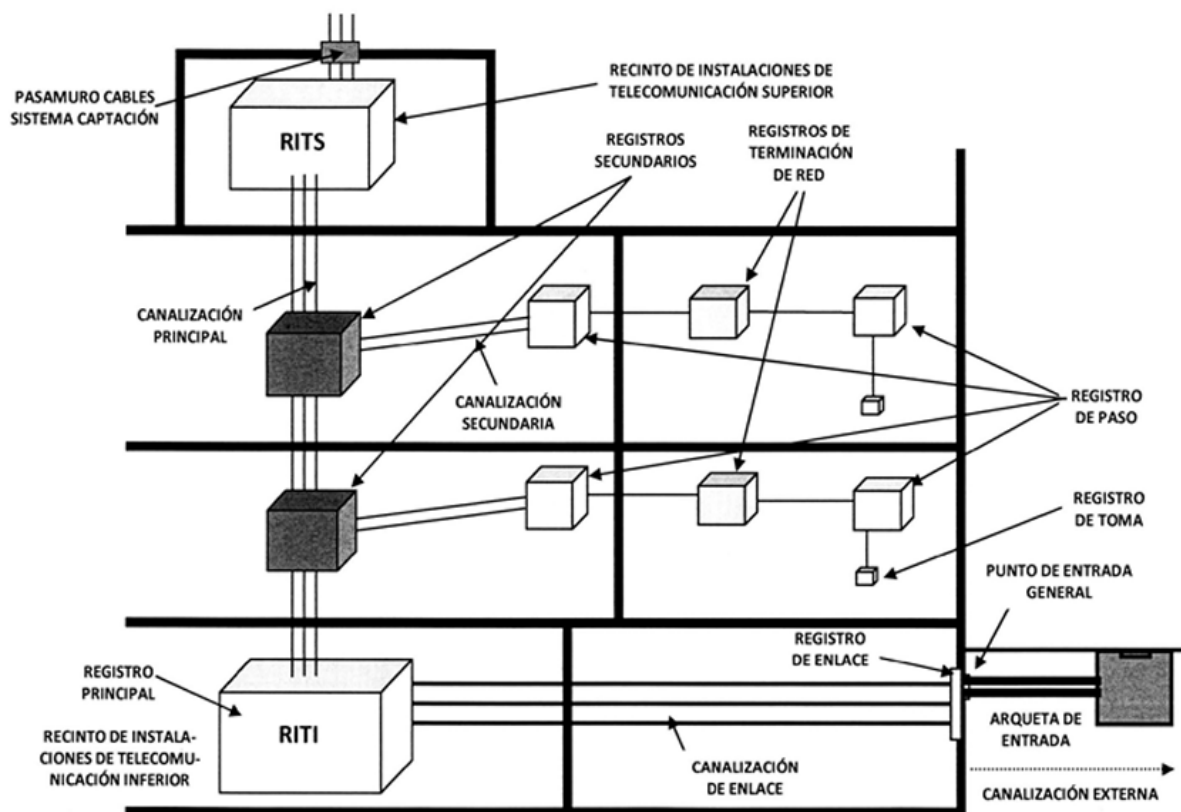 PASAMURO CABLES
SISTEMA CAPTACIÓN
RITS
RECINTO DE INSTALACIONES DE
TELECOMUNICACIÓN SUPERIOR
REGISTROS
SECUNDARIOS
REGISTROS DE
TERMINACIÓN
DE RED
CANALIZACIÓN
PRINCIPAL
CANALIZACIÓN
SECUNDARIA
REGISTRO
DE PASO
REGISTRO
DE TOMA
PUNTO DE ENTRADA
GENERAL
REGISTRO
DE ENLACE
REGISTRO
PRINCIPAL
RITI
RECINTO DE INSTALA-
CIONES DE TELECOMU-
NICACIÓN INFERIOR
CANALIZACIÓN
DE ENLACE
ARQUETA DE
ENTRADA
CANALIZACIÓN EXTERNA